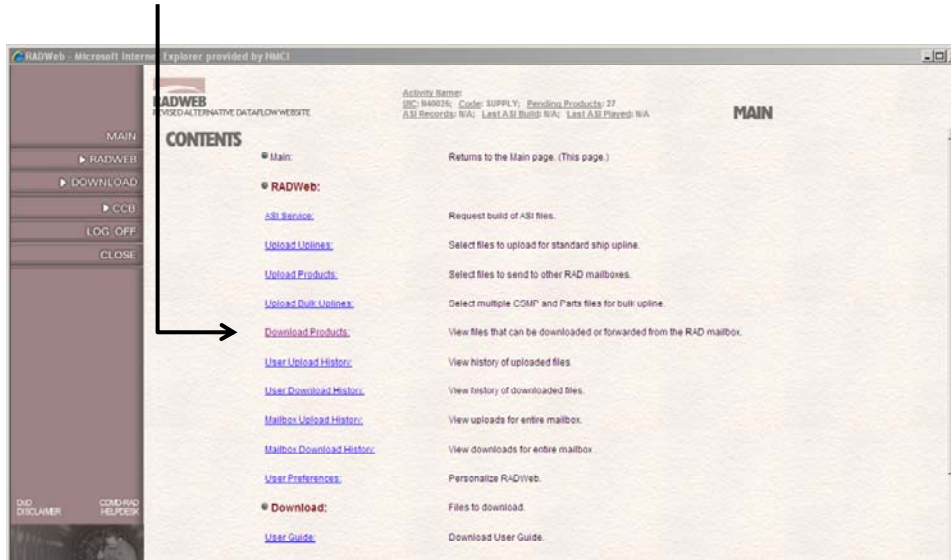 RADWeb - Microsoft Internet Explorer provided by NMCI
RADWEB
REVISED ALTERNATIVE DATAFLOW WEBSITE
Activity Name:
UIC: N40026; Code: SUPPLY; Pending Products: 27
ASI Records: N/A; Last ASI Build: N/A; Last ASI Played: N/A
MAIN
CONTENTS
MAIN
RADWEB
DOWNLOAD
CCB
LOG OFF
CLOSE
Main: Returns to the Main page. (This page.)
RADWeb:
ASI Service: Request build of ASI files.
Upload Uplines: Select files to upload for standard ship upline.
Upload Products: Select files to send to other RAD mailboxes.
Upload Bulk Uplines: Select multiple CSMP and Parts files for bulk upline.
Download Products: View files that can be downloaded or forwarded from the RAD mailbox.
User Upload History: View history of uploaded files.
User Download History: View history of downloaded files.
Mailbox Upload History: View uploads for entire mailbox.
Mailbox Download History: View downloads for entire mailbox.
User Preferences: Personalize RADWeb.
Download: Files to download.
User Guide: Download User Guide.
DoD DISCLAIMER
HELPDESK